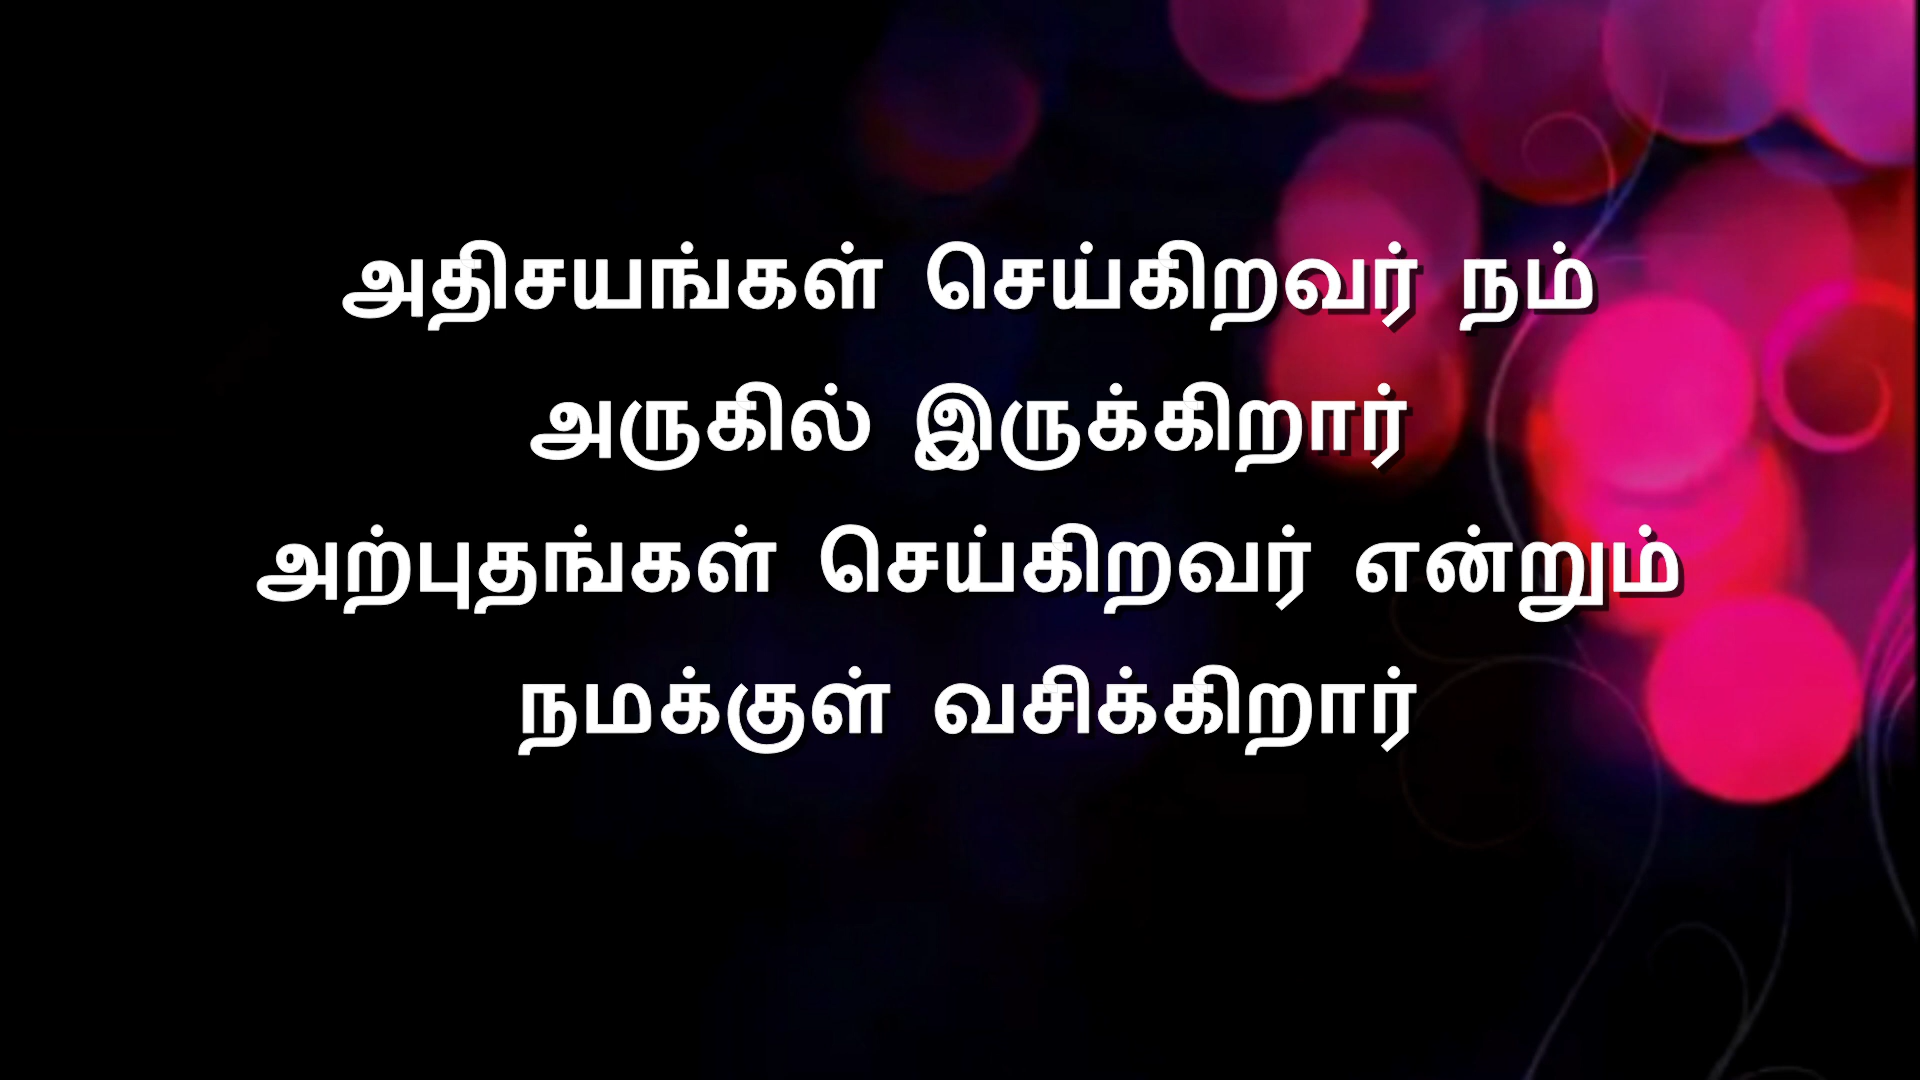 அதிசயங்கள் செய்கிறவர் நம்
அருகில் இருக்கிறார்
அற்புதங்கள் செய்கிறவர் என்றும்
நமக்குள் வசிக்கிறார்